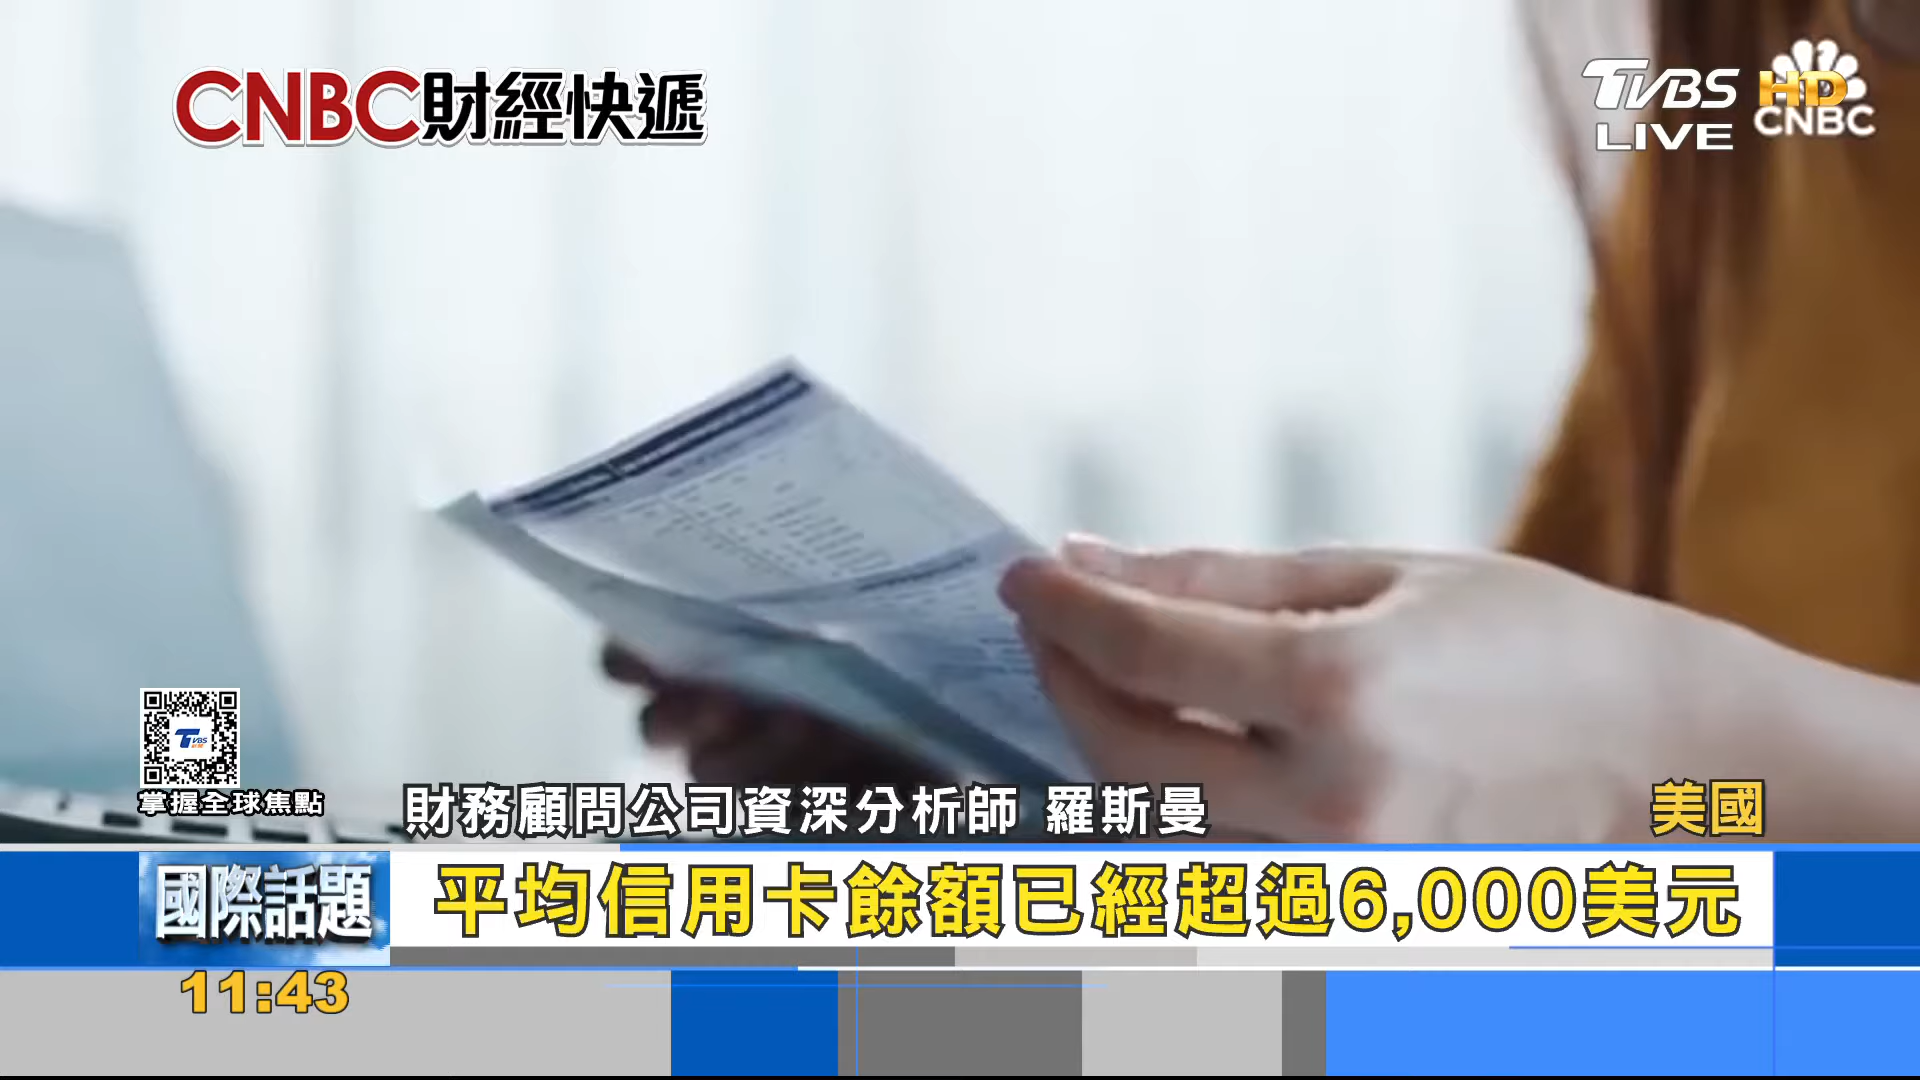 CNBC財經快遞
TVBS HD
LIVE
CNBC
TVBS
掌握全球焦點
財務顧問公司資深分析師 羅斯曼
美國
國際話題
平均信用卡餘額已經超過6,000美元
11:43